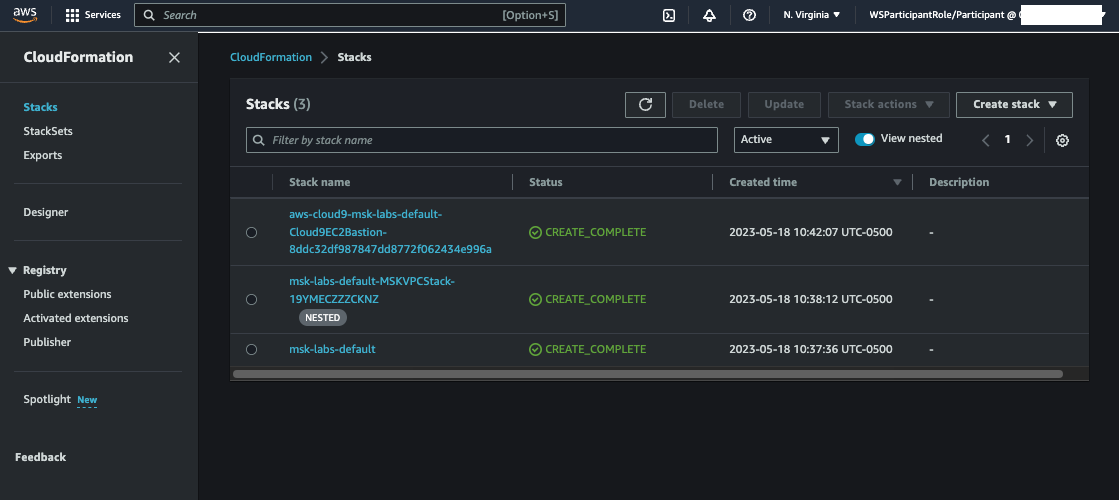 aws
Services
Search
[Option+S]
N. Virginia
WSParticipantRole/Participant @
CloudFormation
Stacks
StackSets
Exports
Designer
Registry
Public extensions
Activated extensions
Publisher
Spotlight New
Feedback
CloudFormation
Stacks
Stacks (3)
Delete
Update
Stack actions
Create stack
Filter by stack name
Active
View nested
1
Stack name
Status
Created time
Description
aws-cloud9-msk-labs-default-
Cloud9EC2Bastion-
8ddc32df987847dd8772f062434e996a
CREATE_COMPLETE
2023-05-18 10:42:07 UTC-0500
-
msk-labs-default-MSKVPCStack-
19YMECZZZCKNZ
NESTED
CREATE_COMPLETE
2023-05-18 10:38:12 UTC-0500
-
msk-labs-default
CREATE_COMPLETE
2023-05-18 10:37:36 UTC-0500
-